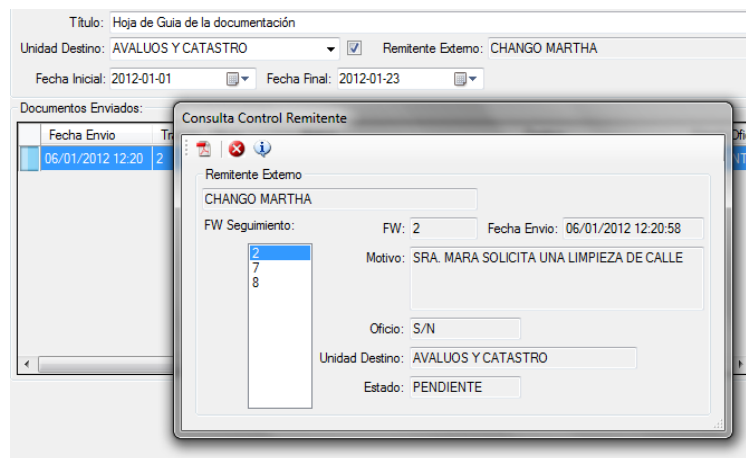 Título: Hoja de Guia de la documentación
Unidad Destino: AVALUOS Y CATASTRO Remitente Externo: CHANGO MARTHA
Fecha Inicial: 2012-01-01 Fecha Final: 2012-01-23
Documentos Enviados:
Fecha Envio
06/01/2012 12:20 2
Consulta Control Remitente
Remitente Externo
CHANGO MARTHA
FW Seguimiento: FW: 2 Fecha Envio: 06/01/2012 12:20:58
2
7
8
Motivo: SRA. MARA SOLICITA UNA LIMPIEZA DE CALLE
Oficio: S/N
Unidad Destino: AVALUOS Y CATASTRO
Estado: PENDIENTE